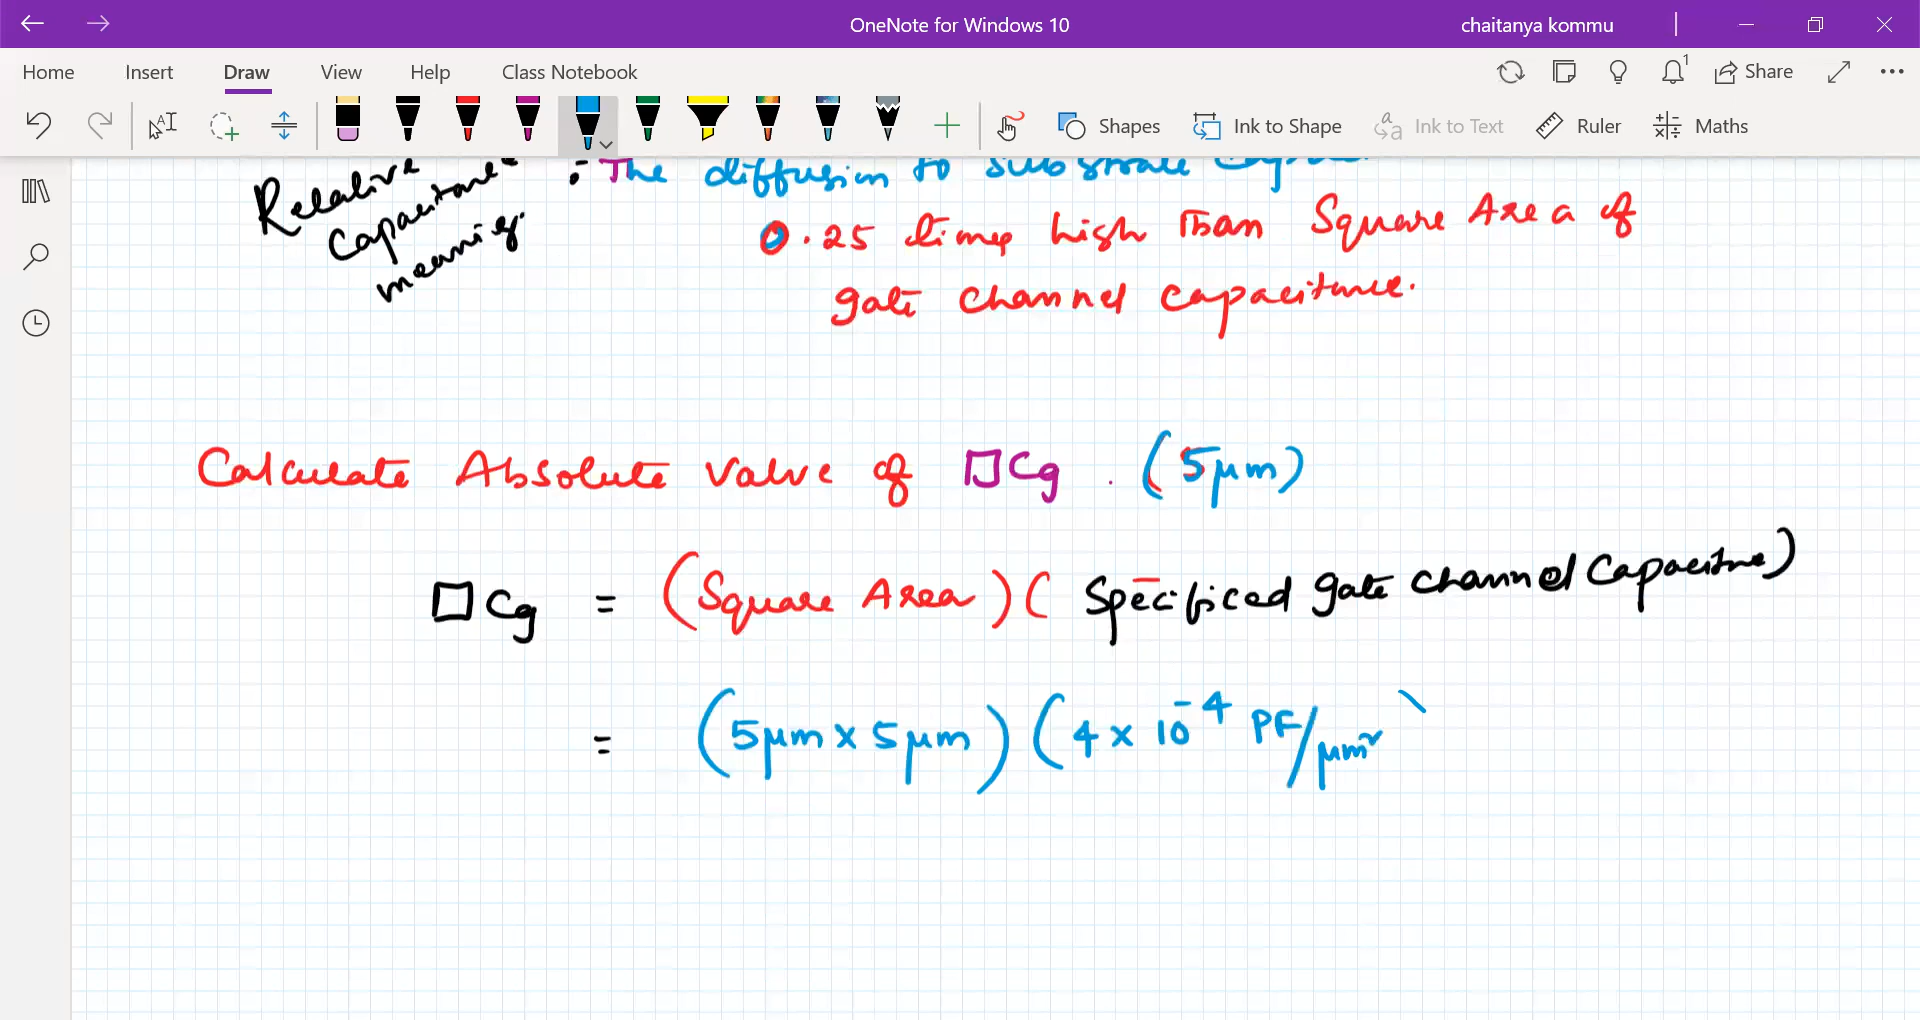 OneNote for Windows 10
chaitanya kommu
Home Insert Draw View Help Class Notebook
1
Share
Shapes Ink to Shape Ink to Text Ruler Maths
Relative
Capacitance
meaning
: The diffusion to substrate
0.25 times high than Square Area of
gate channel capacitance.
Calculate Absolute Value of □Cg . (5μm)
□ Cg = (Square Area) ( Specificed gate channel Capacitne)
= (5μm x 5μm) (4 x 10⁻⁴ PF/μm²